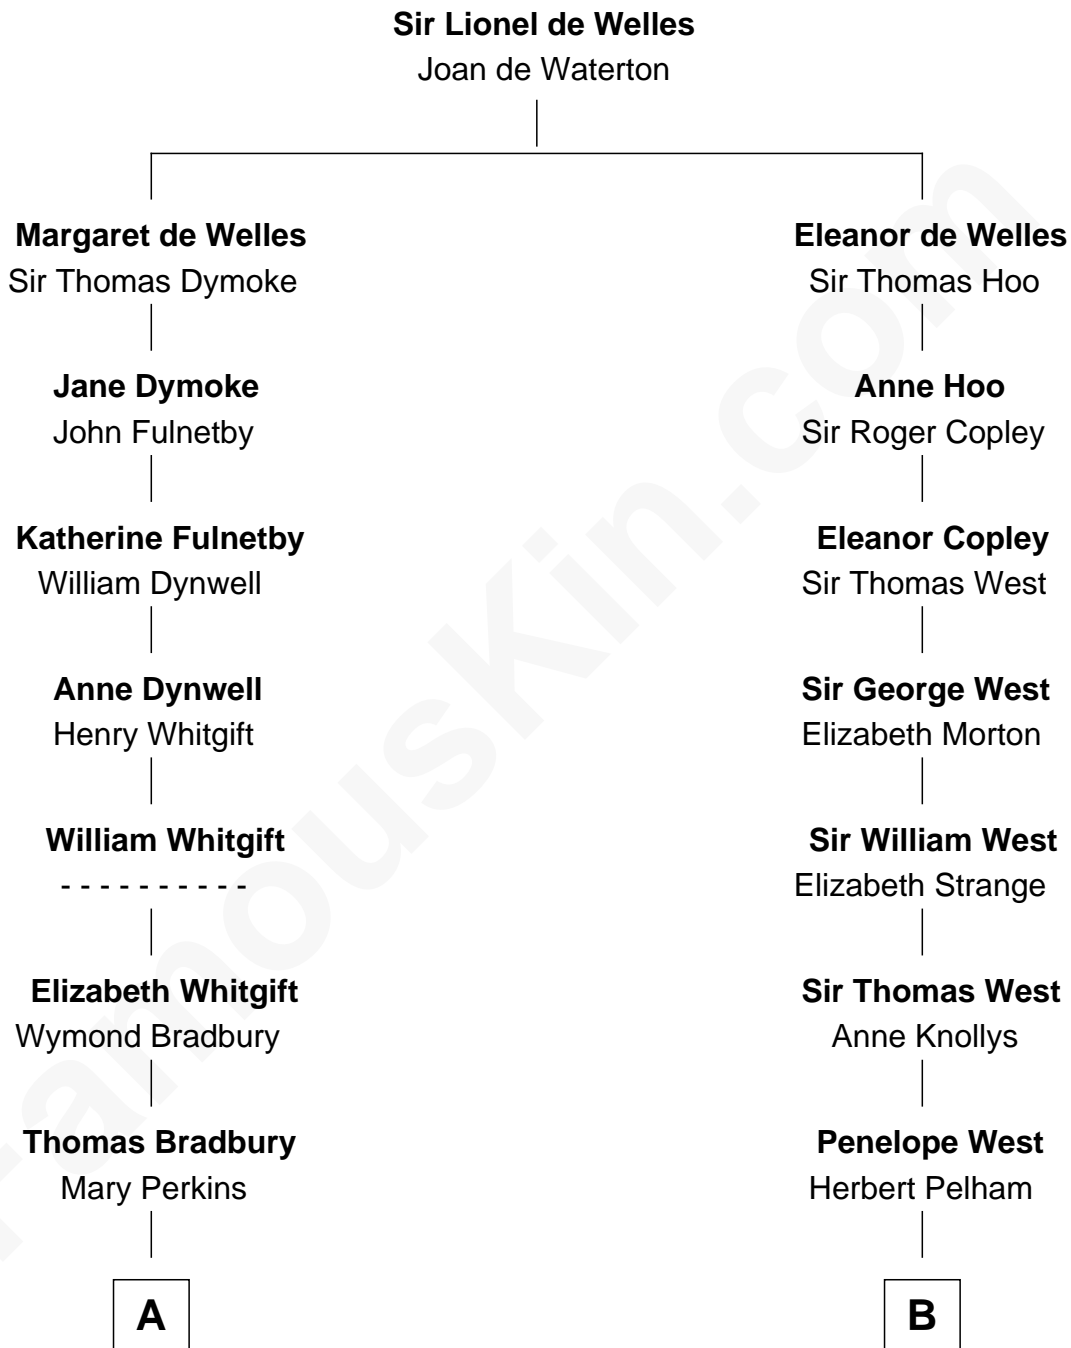 Sir Lionel de Welles
Joan de Waterton
Margaret de Welles
Sir Thomas Dymoke
Eleanor de Welles
Sir Thomas Hoo
Jane Dymoke
John Fulnetby
Anne Hoo
Sir Roger Copley
Katherine Fulnetby
William Dynwell
Eleanor Copley
Sir Thomas West
Anne Dynwell
Henry Whitgift
Sir George West
Elizabeth Morton
William Whitgift
- - - - - - - - - -
Sir William West
Elizabeth Strange
Elizabeth Whitgift
Wymond Bradbury
Sir Thomas West
Anne Knollys
Thomas Bradbury
Mary Perkins
Penelope West
Herbert Pelham
A
B
FamousKin.com